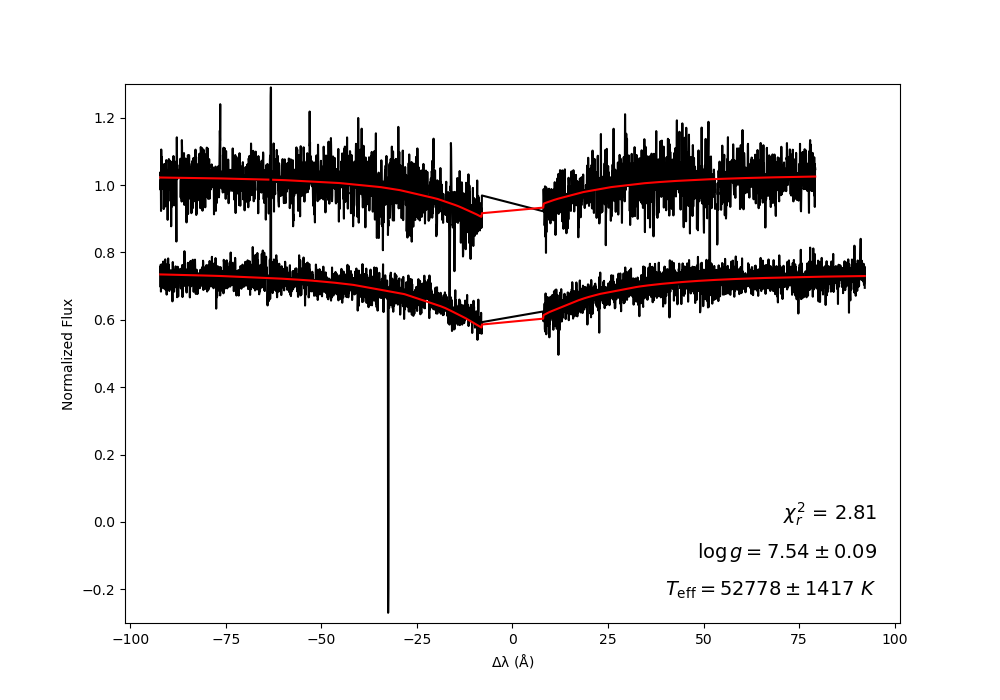 1.2
1.0
0.8
0.6
0.4
0.2
0.0
−0.2
Normalized Flux
χ²ᵣ = 2.81
log g = 7.54 ± 0.09
T_eff = 52778 ± 1417 K
−100 −75 −50 −25 0 25 50 75 100
Δλ (Å)